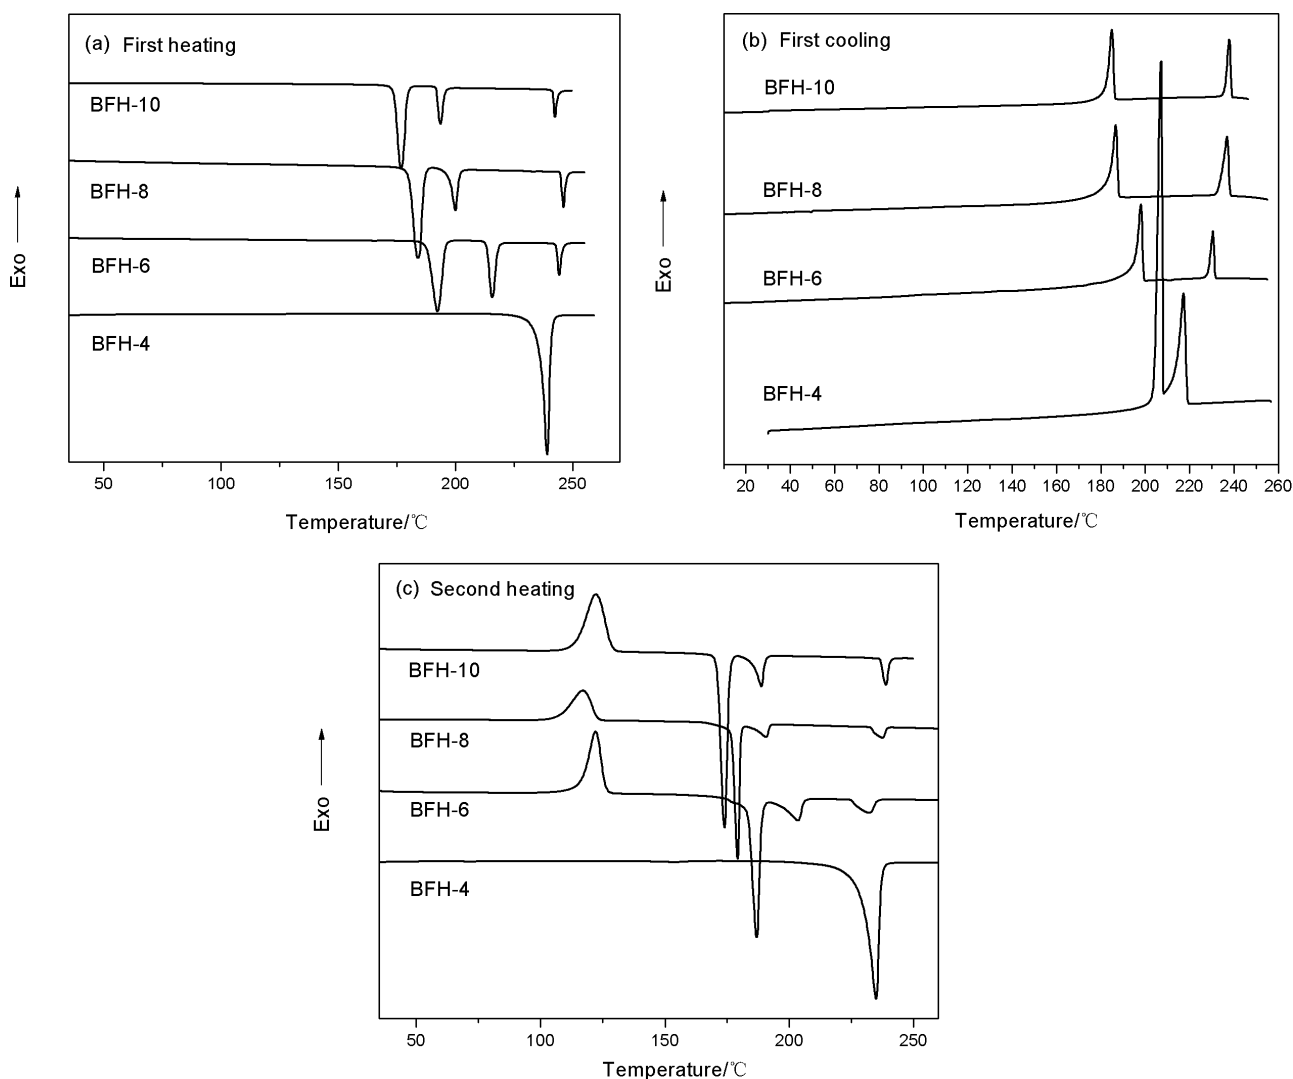 (a) First heating
BFH-10
BFH-8
BFH-6
BFH-4
Exo
50 100 150 200 250
Temperature/℃
(b) First cooling
BFH-10
BFH-8
BFH-6
BFH-4
Exo
20 40 60 80 100 120 140 160 180 200 220 240 260
Temperature/℃
(c) Second heating
BFH-10
BFH-8
BFH-6
BFH-4
Exo
50 100 150 200 250
Temperature/℃